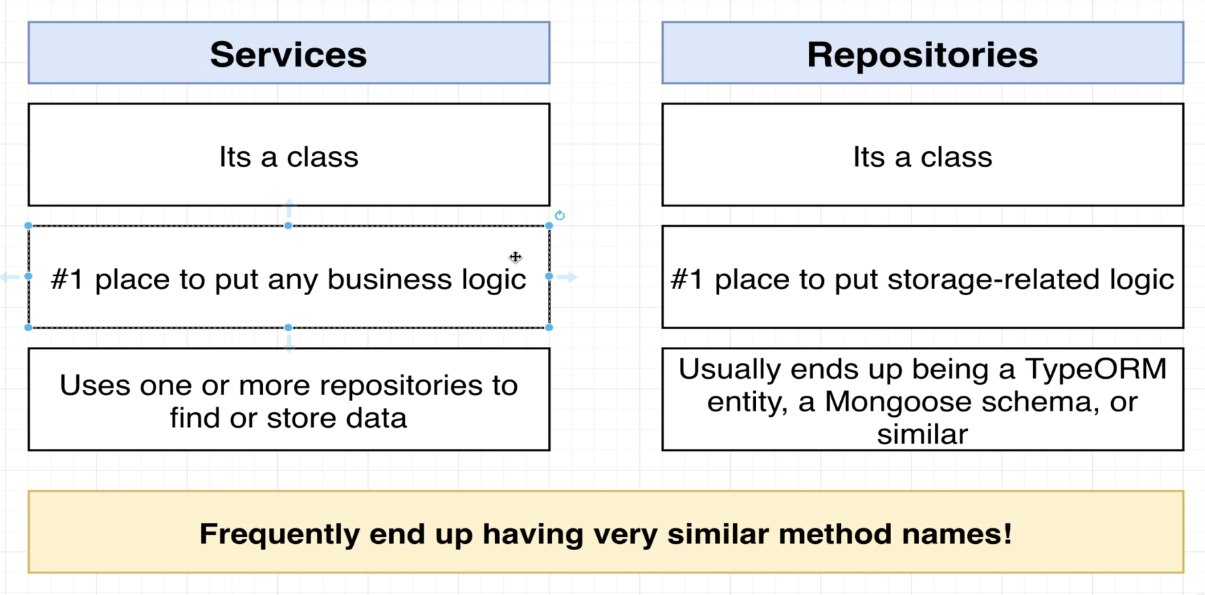 Services
Repositories
Its a class
Its a class
#1 place to put any business logic
#1 place to put storage-related logic
Uses one or more repositories to
find or store data
Usually ends up being a TypeORM
entity, a Mongoose schema, or
similar
Frequently end up having very similar method names!